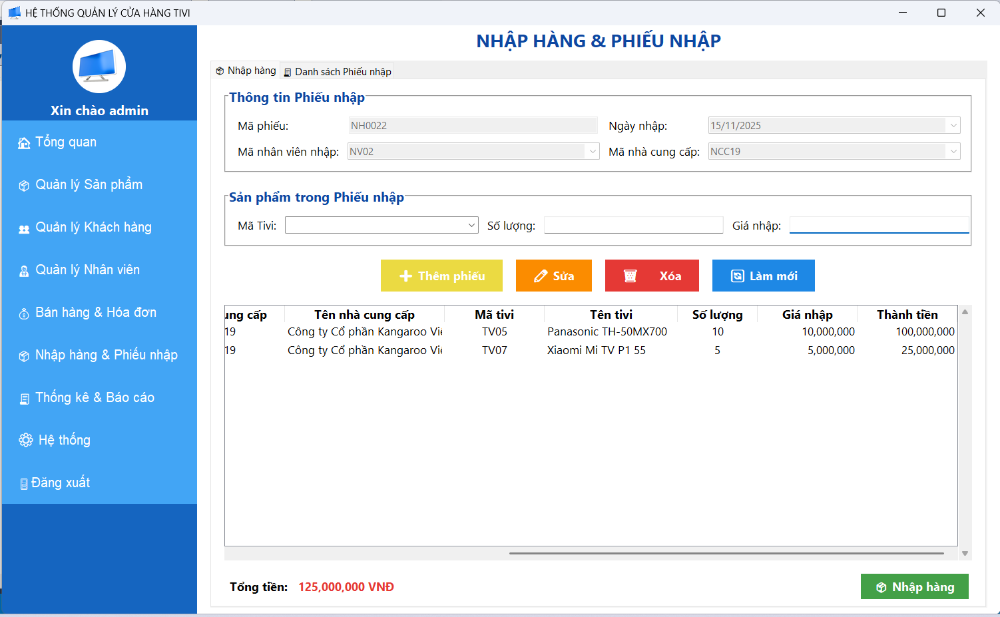 HỆ THỐNG QUẢN LÝ CỬA HÀNG TIVI
Xin chào admin
Tổng quan
Quản lý Sản phẩm
Quản lý Khách hàng
Quản lý Nhân viên
Bán hàng & Hóa đơn
Nhập hàng & Phiếu nhập
Thống kê & Báo cáo
Hệ thống
Đăng xuất
NHẬP HÀNG & PHIẾU NHẬP
Nhập hàng Danh sách Phiếu nhập
Thông tin Phiếu nhập
Mã phiếu: NH0022 Ngày nhập: 15/11/2025
Mã nhân viên nhập: NV02 Mã nhà cung cấp: NCC19
Sản phẩm trong Phiếu nhập
Mã Tivi: Số lượng: Giá nhập:
Thêm phiếu Sửa Xóa Làm mới
ung cấp Tên nhà cung cấp Mã tivi Tên tivi Số lượng Giá nhập Thành tiền
19 Công ty Cổ phần Kangaroo Việ TV05 Panasonic TH-50MX700 10 10,000,000 100,000,000
19 Công ty Cổ phần Kangaroo Việ TV07 Xiaomi Mi TV P1 55 5 5,000,000 25,000,000
Tổng tiền: 125,000,000 VNĐ
Nhập hàng